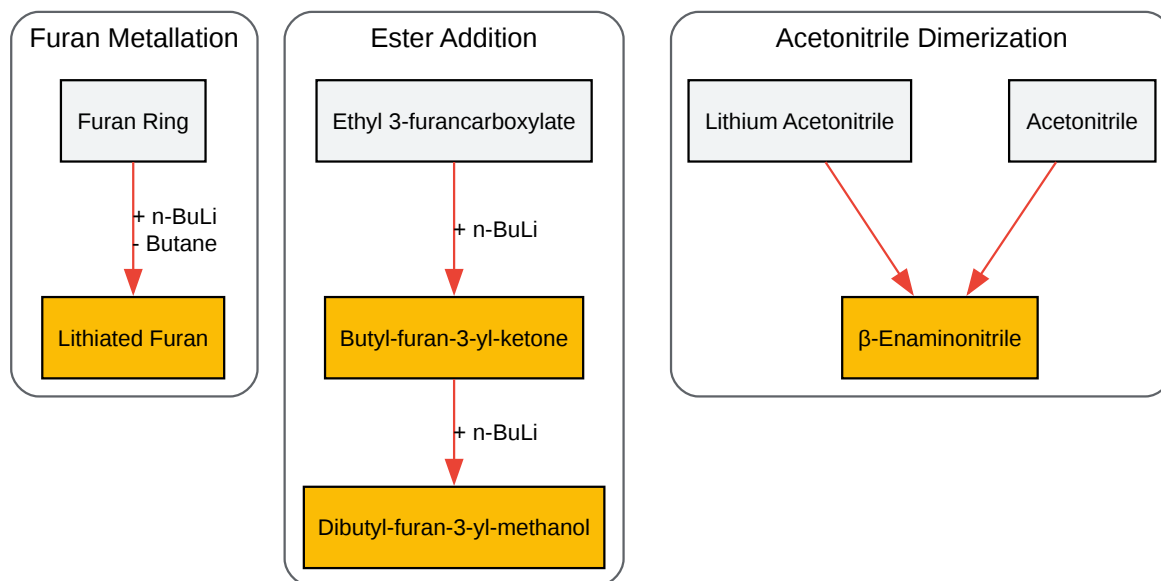 Furan Metallation
Furan Ring
+ n-BuLi
- Butane
Lithiated Furan
Ester Addition
Ethyl 3-furancarboxylate
+ n-BuLi
Butyl-furan-3-yl-ketone
+ n-BuLi
Dibutyl-furan-3-yl-methanol
Acetonitrile Dimerization
Lithium Acetonitrile
Acetonitrile
β-Enaminonitrile